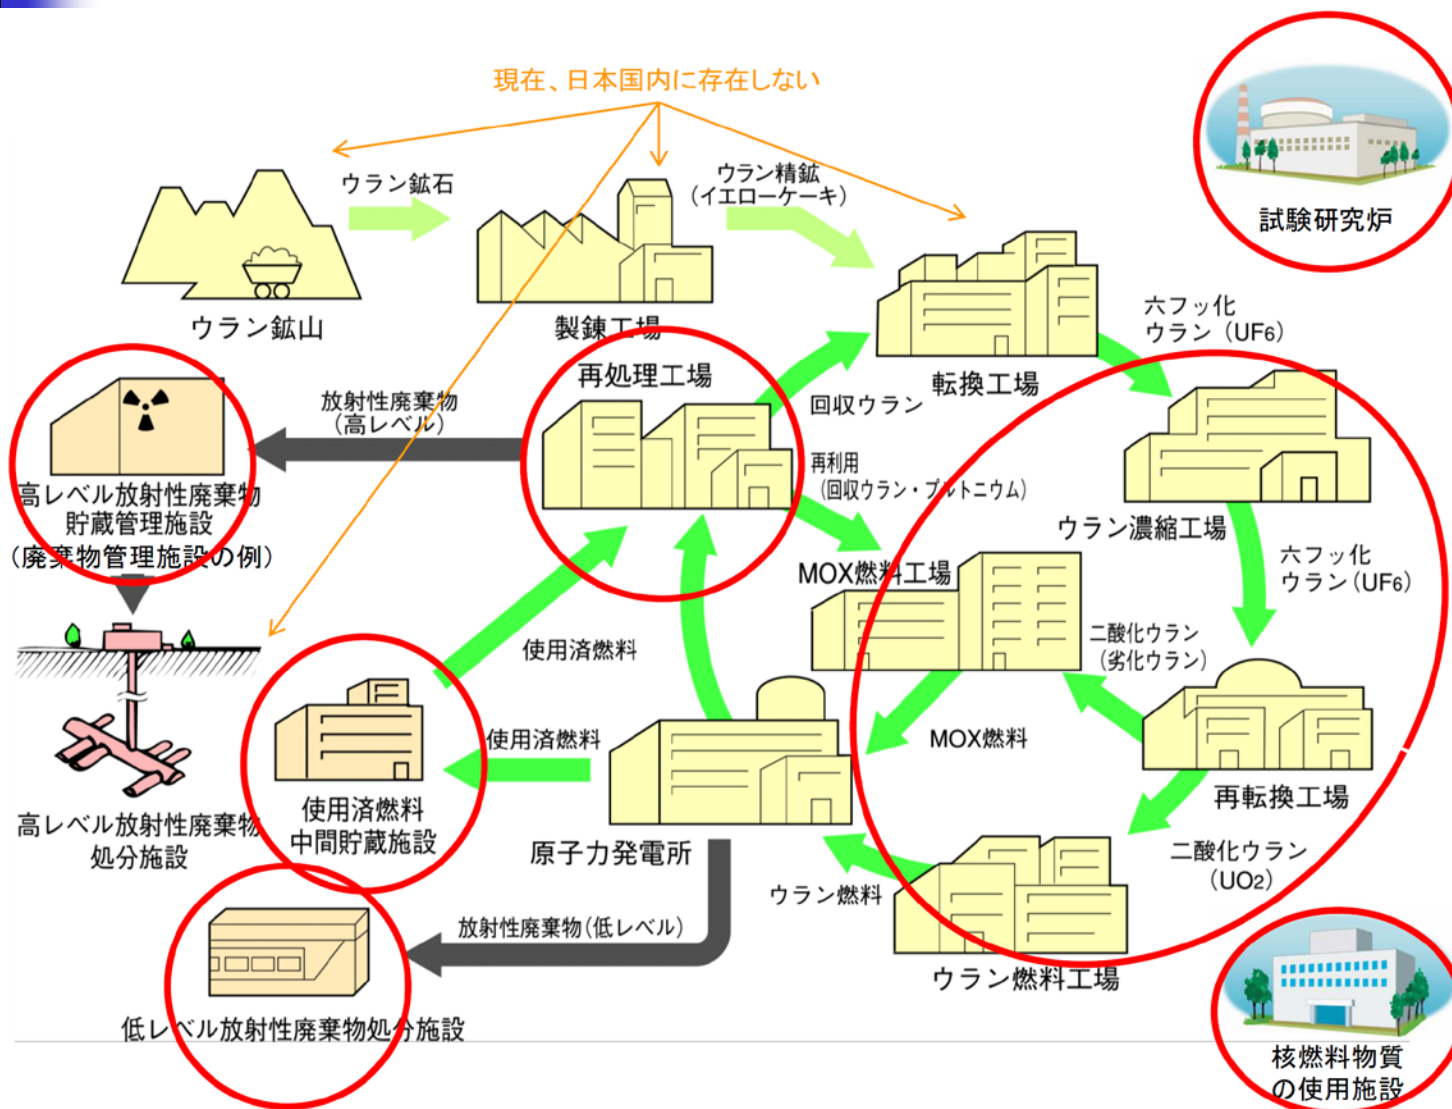 現在、日本国内に存在しない
試験研究炉
ウラン鉱石
ウラン精鉱
(イエローケーキ)
ウラン鉱山
製錬工場
転換工場
六フッ化
ウラン(UF6)
再処理工場
回収ウラン
放射性廃棄物
(高レベル)
再利用
(回収ウラン・プルトニウム)
高レベル放射性廃棄物
貯蔵管理施設
(廃棄物管理施設の例)
ウラン濃縮工場
六フッ化
ウラン(UF6)
MOX燃料工場
二酸化ウラン
(劣化ウラン)
使用済燃料
使用済燃料
MOX燃料
再転換工場
使用済燃料
中間貯蔵施設
高レベル放射性廃棄物
処分施設
原子力発電所
二酸化ウラン
(UO2)
ウラン燃料
放射性廃棄物(低レベル)
ウラン燃料工場
低レベル放射性廃棄物処分施設
核燃料物質
の使用施設